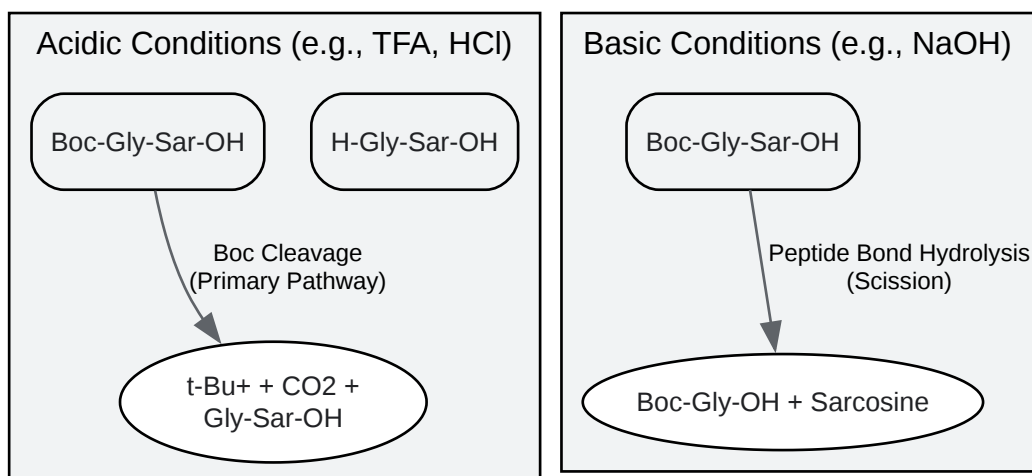 Acidic Conditions (e.g., TFA, HCl)
Boc-Gly-Sar-OH
H-Gly-Sar-OH
Boc Cleavage
(Primary Pathway)
t-Bu+ + CO2 +
Gly-Sar-OH
Basic Conditions (e.g., NaOH)
Boc-Gly-Sar-OH
Peptide Bond Hydrolysis
(Scission)
Boc-Gly-OH + Sarcosine